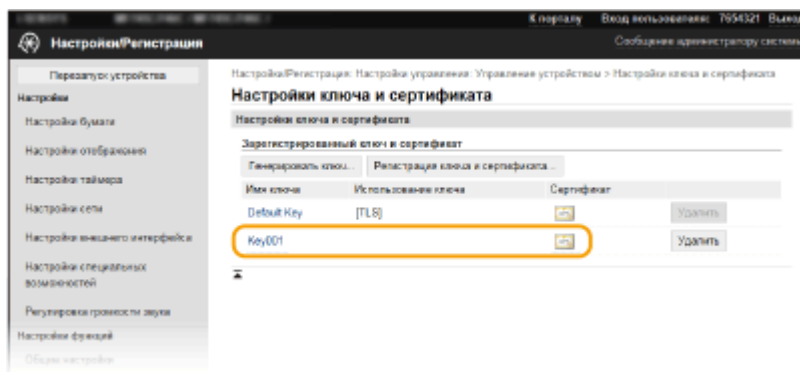 К порталу Вход пользователя: 7654321 Выход
Настройки/Регистрация
Сообщение администратору системы
Перезапуск устройства
Настройки
Настройки бумаги
Настройки отображения
Настройки таймера
Настройки сети
Настройки внешнего интерфейса
Настройки специальных
возможностей
Регулировка громкости звука
Настройки функций
Общие настройки
Настройки/Регистрация: Настройки управления: Управление устройством > Настройки ключа и сертификата
Настройки ключа и сертификата
Настройки ключа и сертификата
Зарегистрированный ключ и сертификат
Генерировать ключ... Регистрация ключа и сертификата...
Имя ключа Использование ключа Сертификат
Default Key [TLS] Удалить
Key001 Удалить